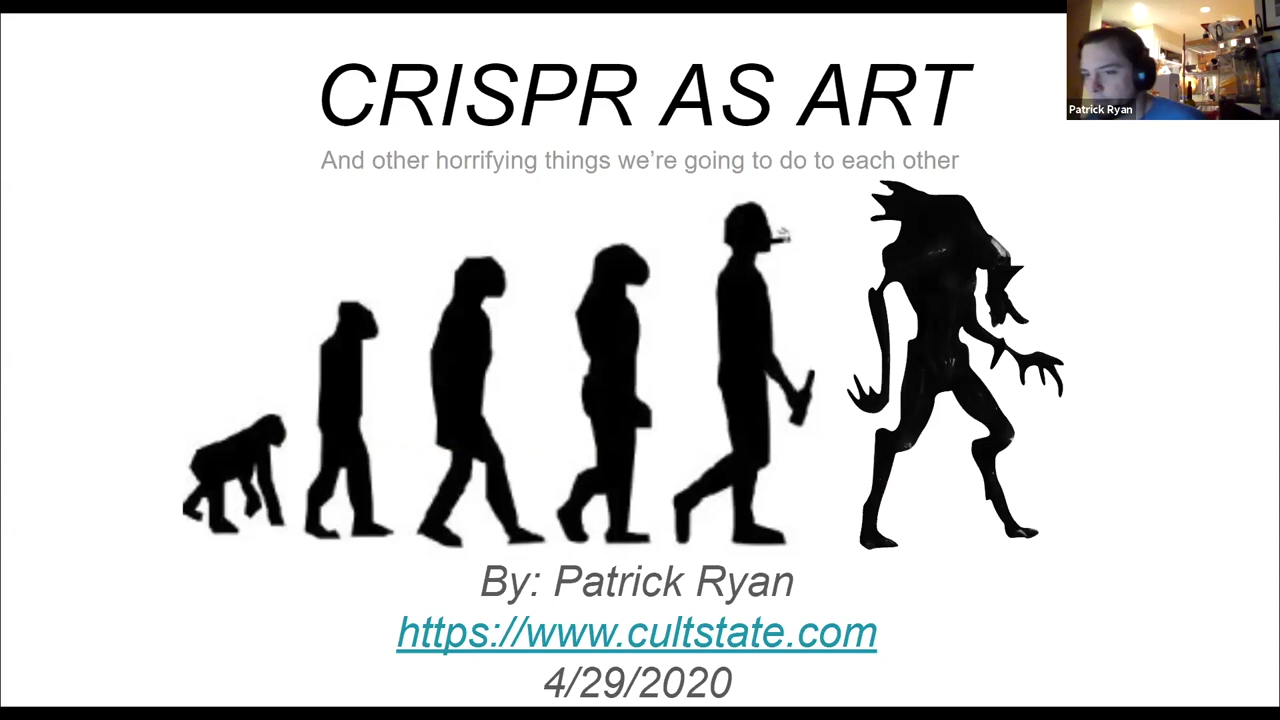 CRISPR AS ART
And other horrifying things we’re going to do to each other
Patrick Ryan
By: Patrick Ryan
https://www.cultstate.com
4/29/2020